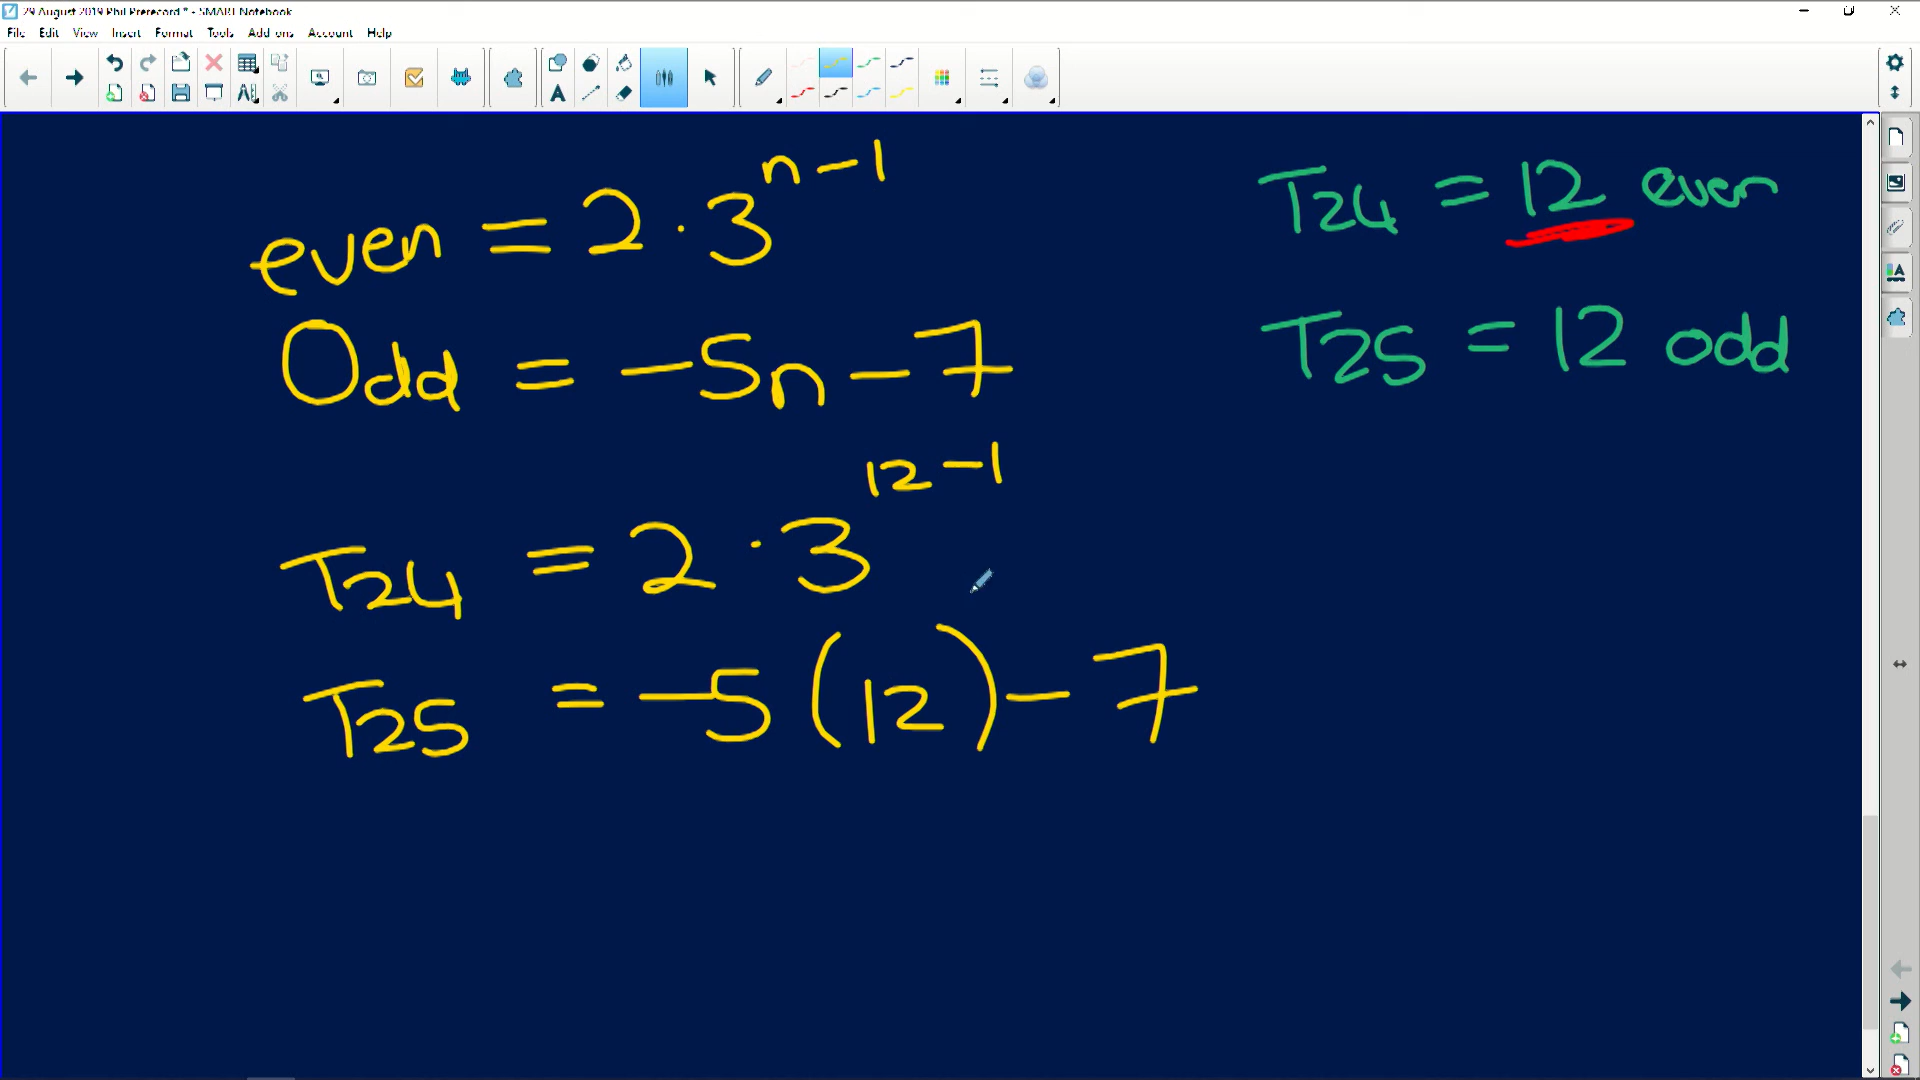 29 August 2019 Phil Prerecord * - SMART Notebook
File Edit View Insert Format Tools Add-ons Account Help
even = 2 · 3^{n-1}
Odd = -5n - 7
T24 = 2 · 3^{12-1}
T25 = -5 (12) - 7
T24 = 12 even
T25 = 12 odd